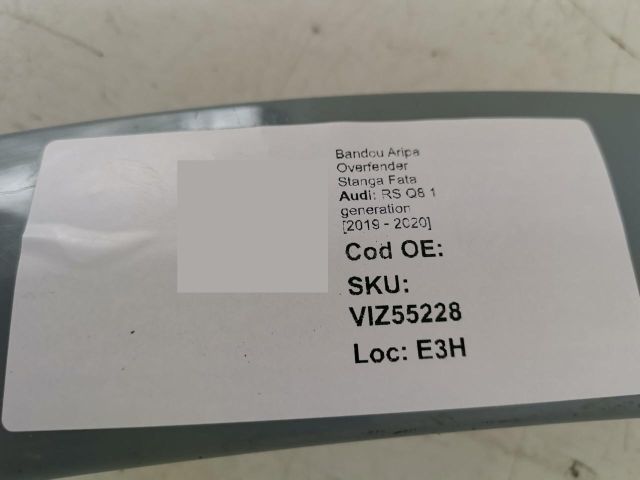 Bandou Aripa
Overfender
Stanga Fata
Audi: RS Q8 1
generation
[2019 - 2020]
Cod OE:
SKU:
VIZ55228
Loc: E3H